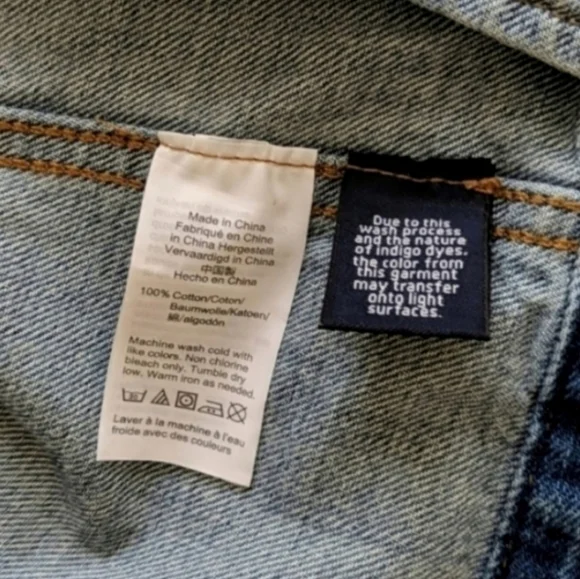 Made in China
Fabriqué en Chine
in China Hergestellt
Vervaardigd in China
中国製
Hecho en China
100% Cotton/Coton/
Baumwolle/Katoen/
綿/algodón
Machine wash cold with
like colors. Non chlorine
bleach only. Tumble dry
low. Warm iron as needed.
Laver à la machine à l'eau
froide avec des couleurs
Due to this
wash process
and the nature
of indigo dyes.
the color from
this garment
may transfer
onto light
surfaces.